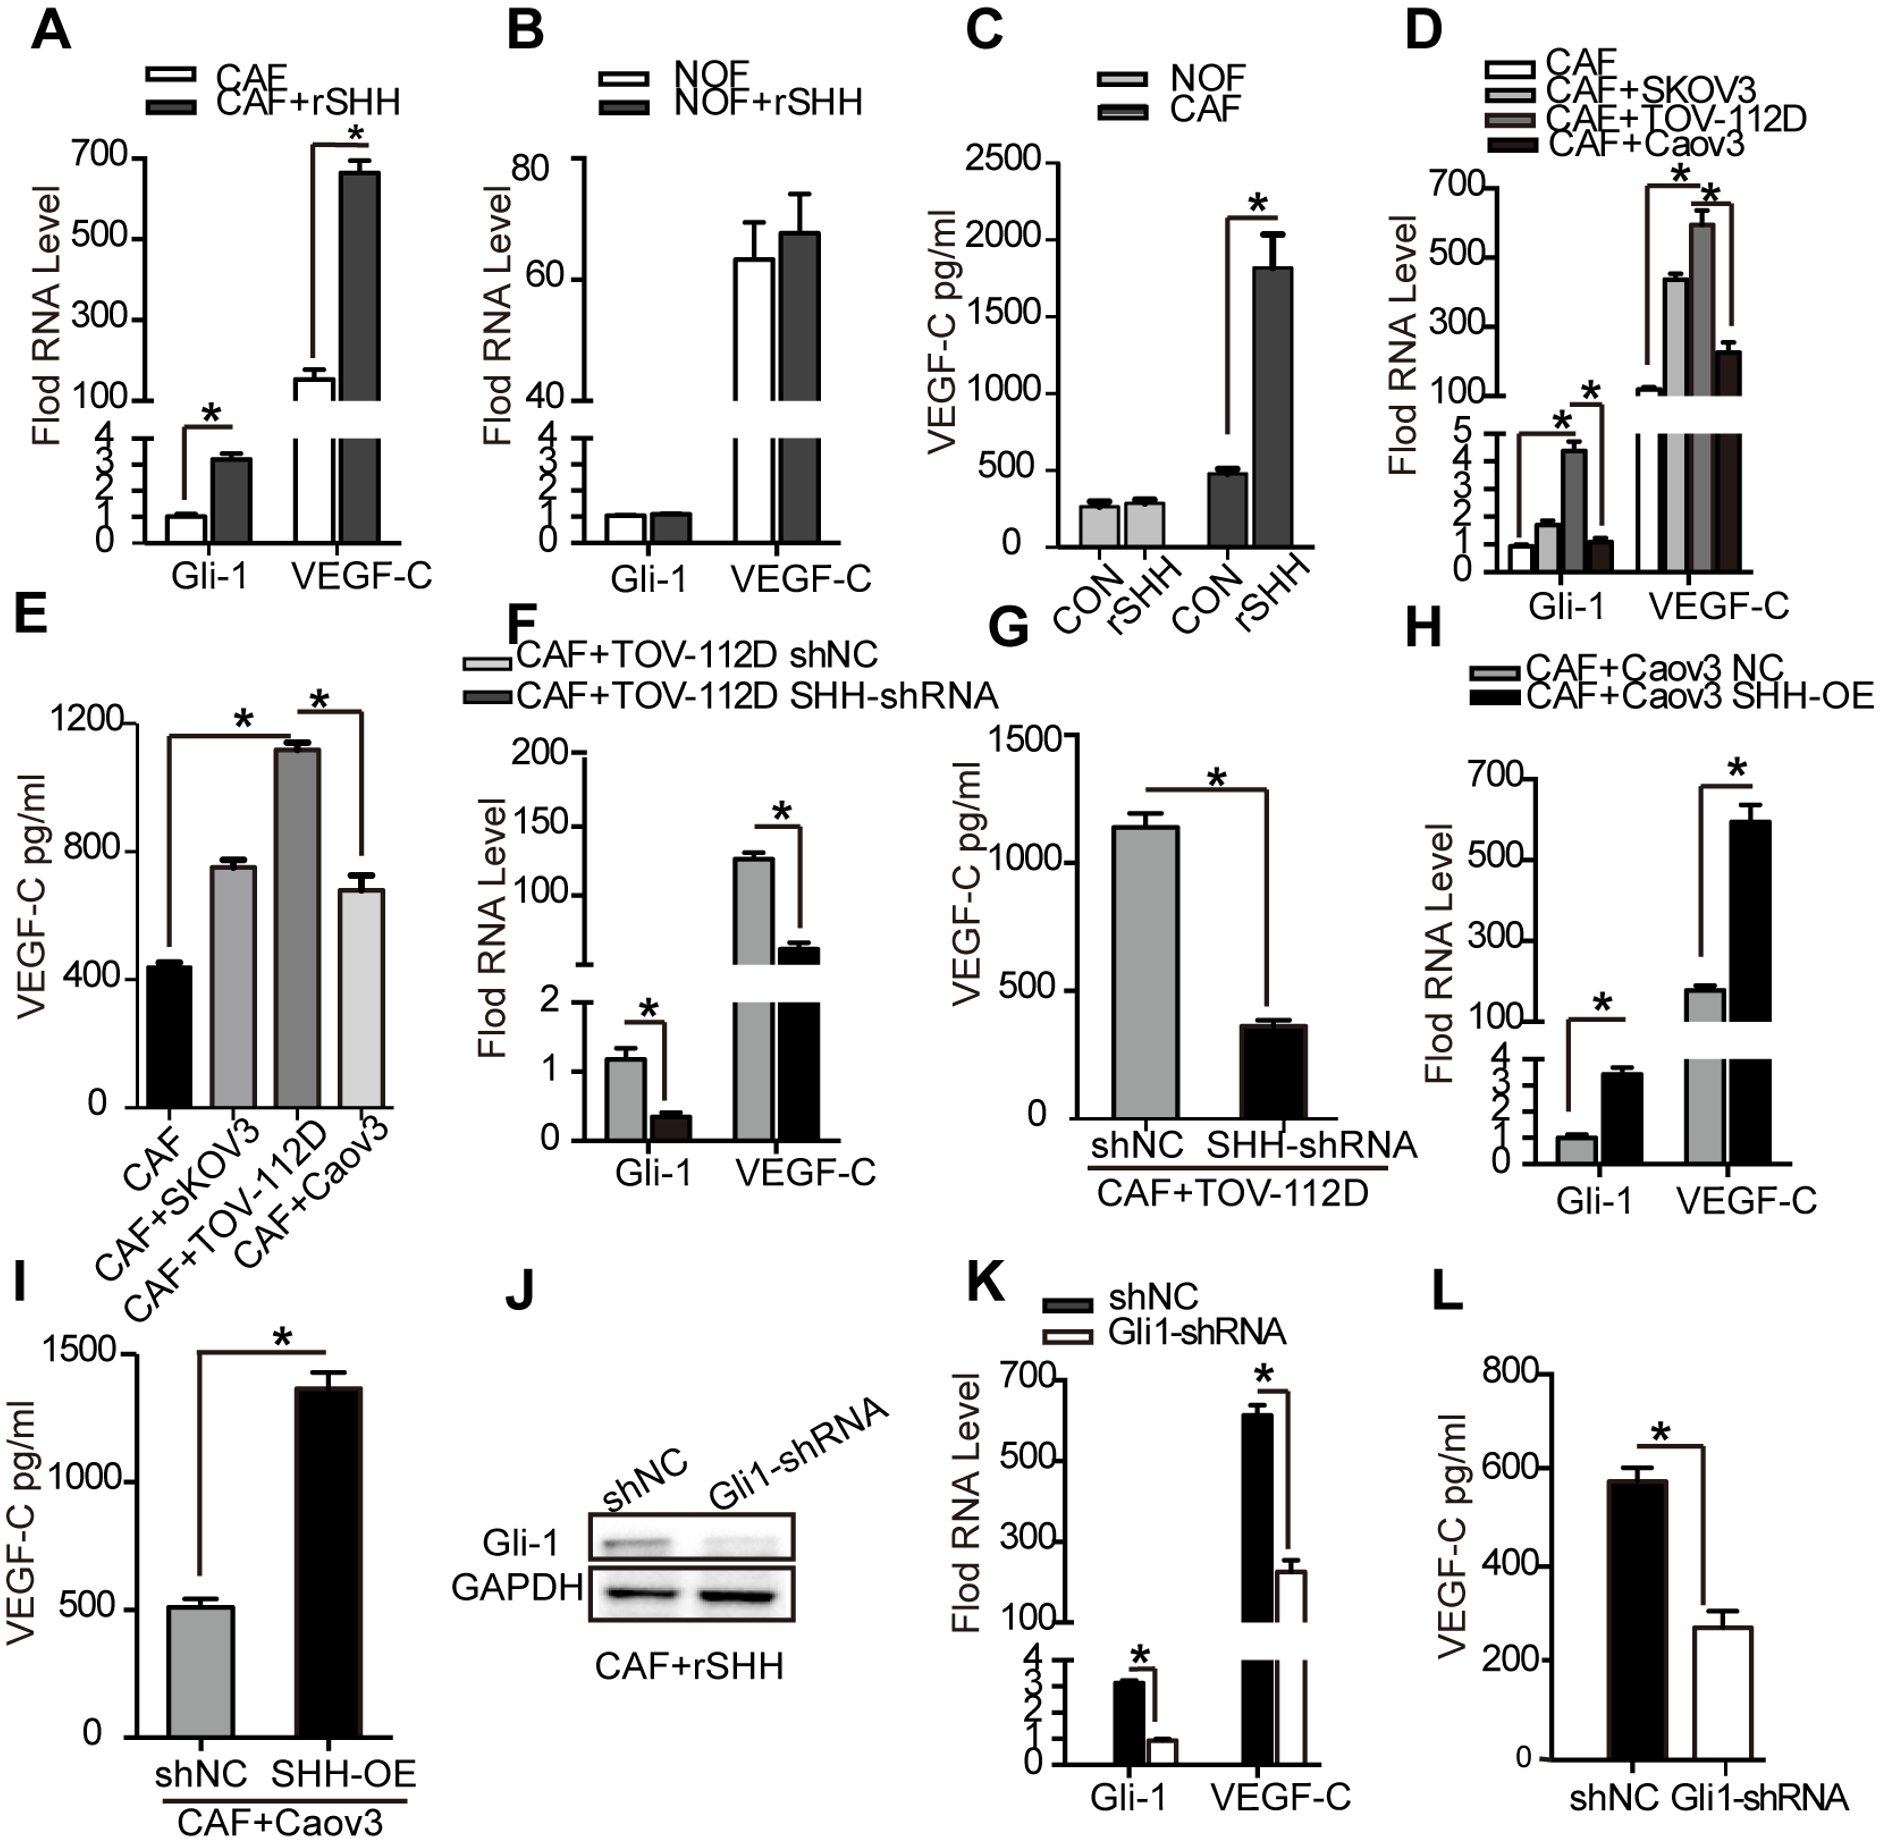 A
CAF
CAF+rSHH
Flod RNA Level
700
500
300
100
4
3
2
1
0
*
*
Gli-1
VEGF-C
B
NOF
NOF+rSHH
Flod RNA Level
80
60
40
4
3
2
1
0
Gli-1
VEGF-C
C
NOF
CAF
VEGF-C pg/ml
2500
2000
1500
1000
500
0
*
CON
rSHH
CON
rSHH
D
CAF
CAF+SKOV3
CAF+TOV-112D
CAF+Caov3
Flod RNA Level
700
500
300
100
5
4
3
2
1
0
*
*
*
*
Gli-1
VEGF-C
E
VEGF-C pg/ml
1200
800
400
0
*
*
CAF
CAF+SKOV3
CAF+TOV-112D
CAF+Caov3
F
CAF+TOV-112D shNC
CAF+TOV-112D SHH-shRNA
Flod RNA Level
200
150
100
2
1
0
*
*
Gli-1
VEGF-C
G
VEGF-C pg/ml
1500
1000
500
0
*
shNC
SHH-shRNA
CAF+TOV-112D
H
CAF+Caov3 NC
CAF+Caov3 SHH-OE
Flod RNA Level
700
500
300
100
4
3
2
1
0
*
*
Gli-1
VEGF-C
I
VEGF-C pg/ml
1500
1000
500
0
*
shNC
SHH-OE
CAF+Caov3
J
shNC
Gli1-shRNA
Gli-1
GAPDH
CAF+rSHH
K
shNC
Gli1-shRNA
Flod RNA Level
700
500
300
100
4
3
2
1
0
*
*
Gli-1
VEGF-C
L
VEGF-C pg/ml
800
600
400
200
0
*
shNC
Gli1-shRNA